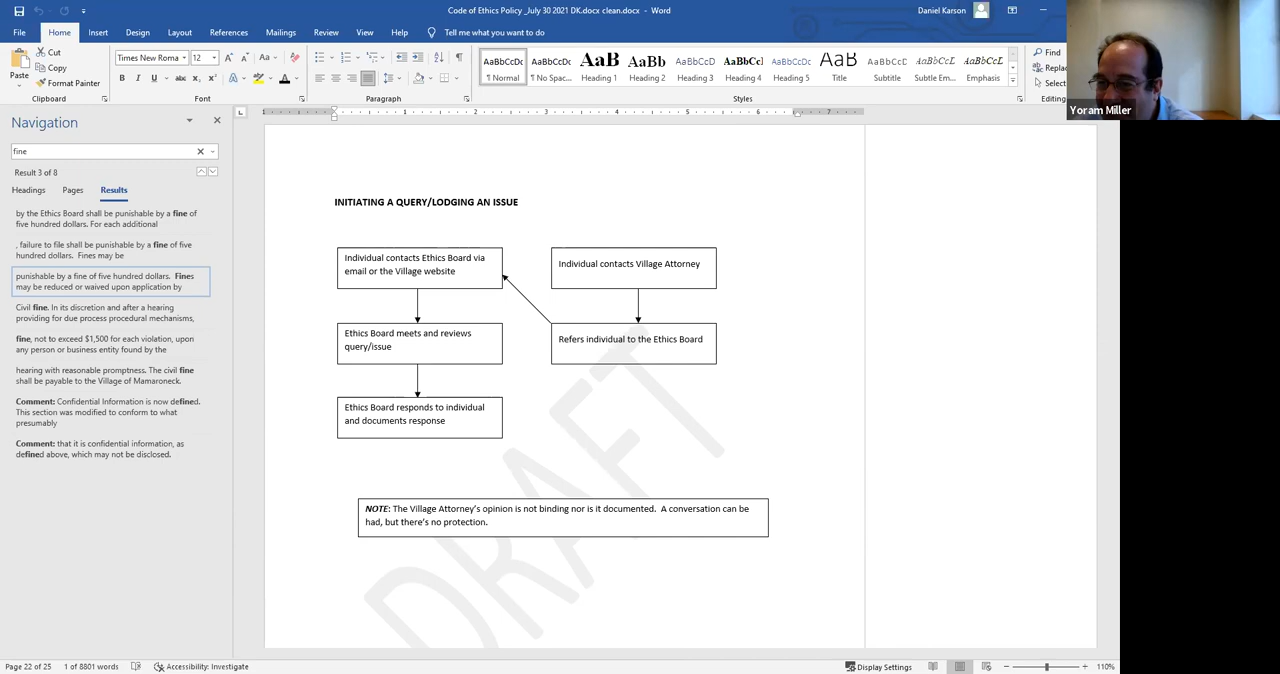 Code of Ethics Policy _July 30 2021 DK.docx clean.docx - Word
Daniel Karson
File Home Insert Design Layout References Mailings Review View Help Tell me what you want to do
Paste
Cut
Copy
Format Painter
Clipboard
Times New Roma 12
Font
Paragraph
AaBbCcDc AaBbCcDc AaBbC AaBb AaBbCcD AaBbCc AaBbCcDc AaB AaBbCcD AaBbCcL AaBbCcL
¶ Normal ¶ No Spac... Heading 1 Heading 2 Heading 3 Heading 4 Heading 5 Title Subtitle Subtle Em... Emphasis
Styles
Find
Replac
Select
Editing
Yoram Miller
Navigation
fine
Result 3 of 8
Headings Pages Results
by the Ethics Board shall be punishable by a fine of
five hundred dollars. For each additional
, failure to file shall be punishable by a fine of five
hundred dollars. Fines may be
punishable by a fine of five hundred dollars. Fines
may be reduced or waived upon application by
Civil fine. In its discretion and after a hearing
providing for due process procedural mechanisms,
fine, not to exceed $1,500 for each violation, upon
any person or business entity found by the
hearing with reasonable promptness. The civil fine
shall be payable to the Village of Mamaroneck.
Comment: Confidential Information is now defined.
This section was modified to conform to what
presumably
Comment: that it is confidential information, as
defined above, which may not be disclosed.
INITIATING A QUERY/LODGING AN ISSUE
Individual contacts Ethics Board via
email or the Village website
Individual contacts Village Attorney
Ethics Board meets and reviews
query/issue
Refers individual to the Ethics Board
Ethics Board responds to individual
and documents response
NOTE: The Village Attorney's opinion is not binding nor is it documented. A conversation can be
had, but there's no protection.
DRAFT
Page 22 of 25 1 of 8801 words Accessibility: Investigate
Display Settings
110%